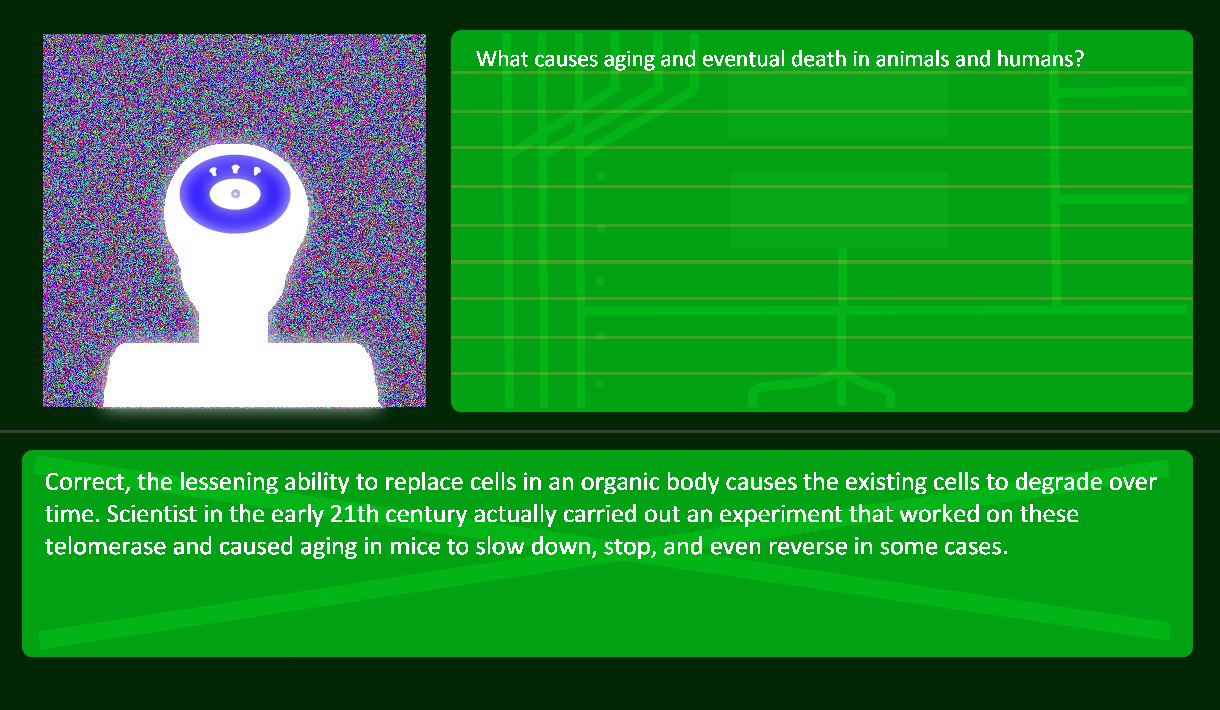 What causes aging and eventual death in animals and humans?
Correct, the lessening ability to replace cells in an organic body causes the existing cells to degrade over
time. Scientist in the early 21th century actually carried out an experiment that worked on these
telomerase and caused aging in mice to slow down, stop, and even reverse in some cases.